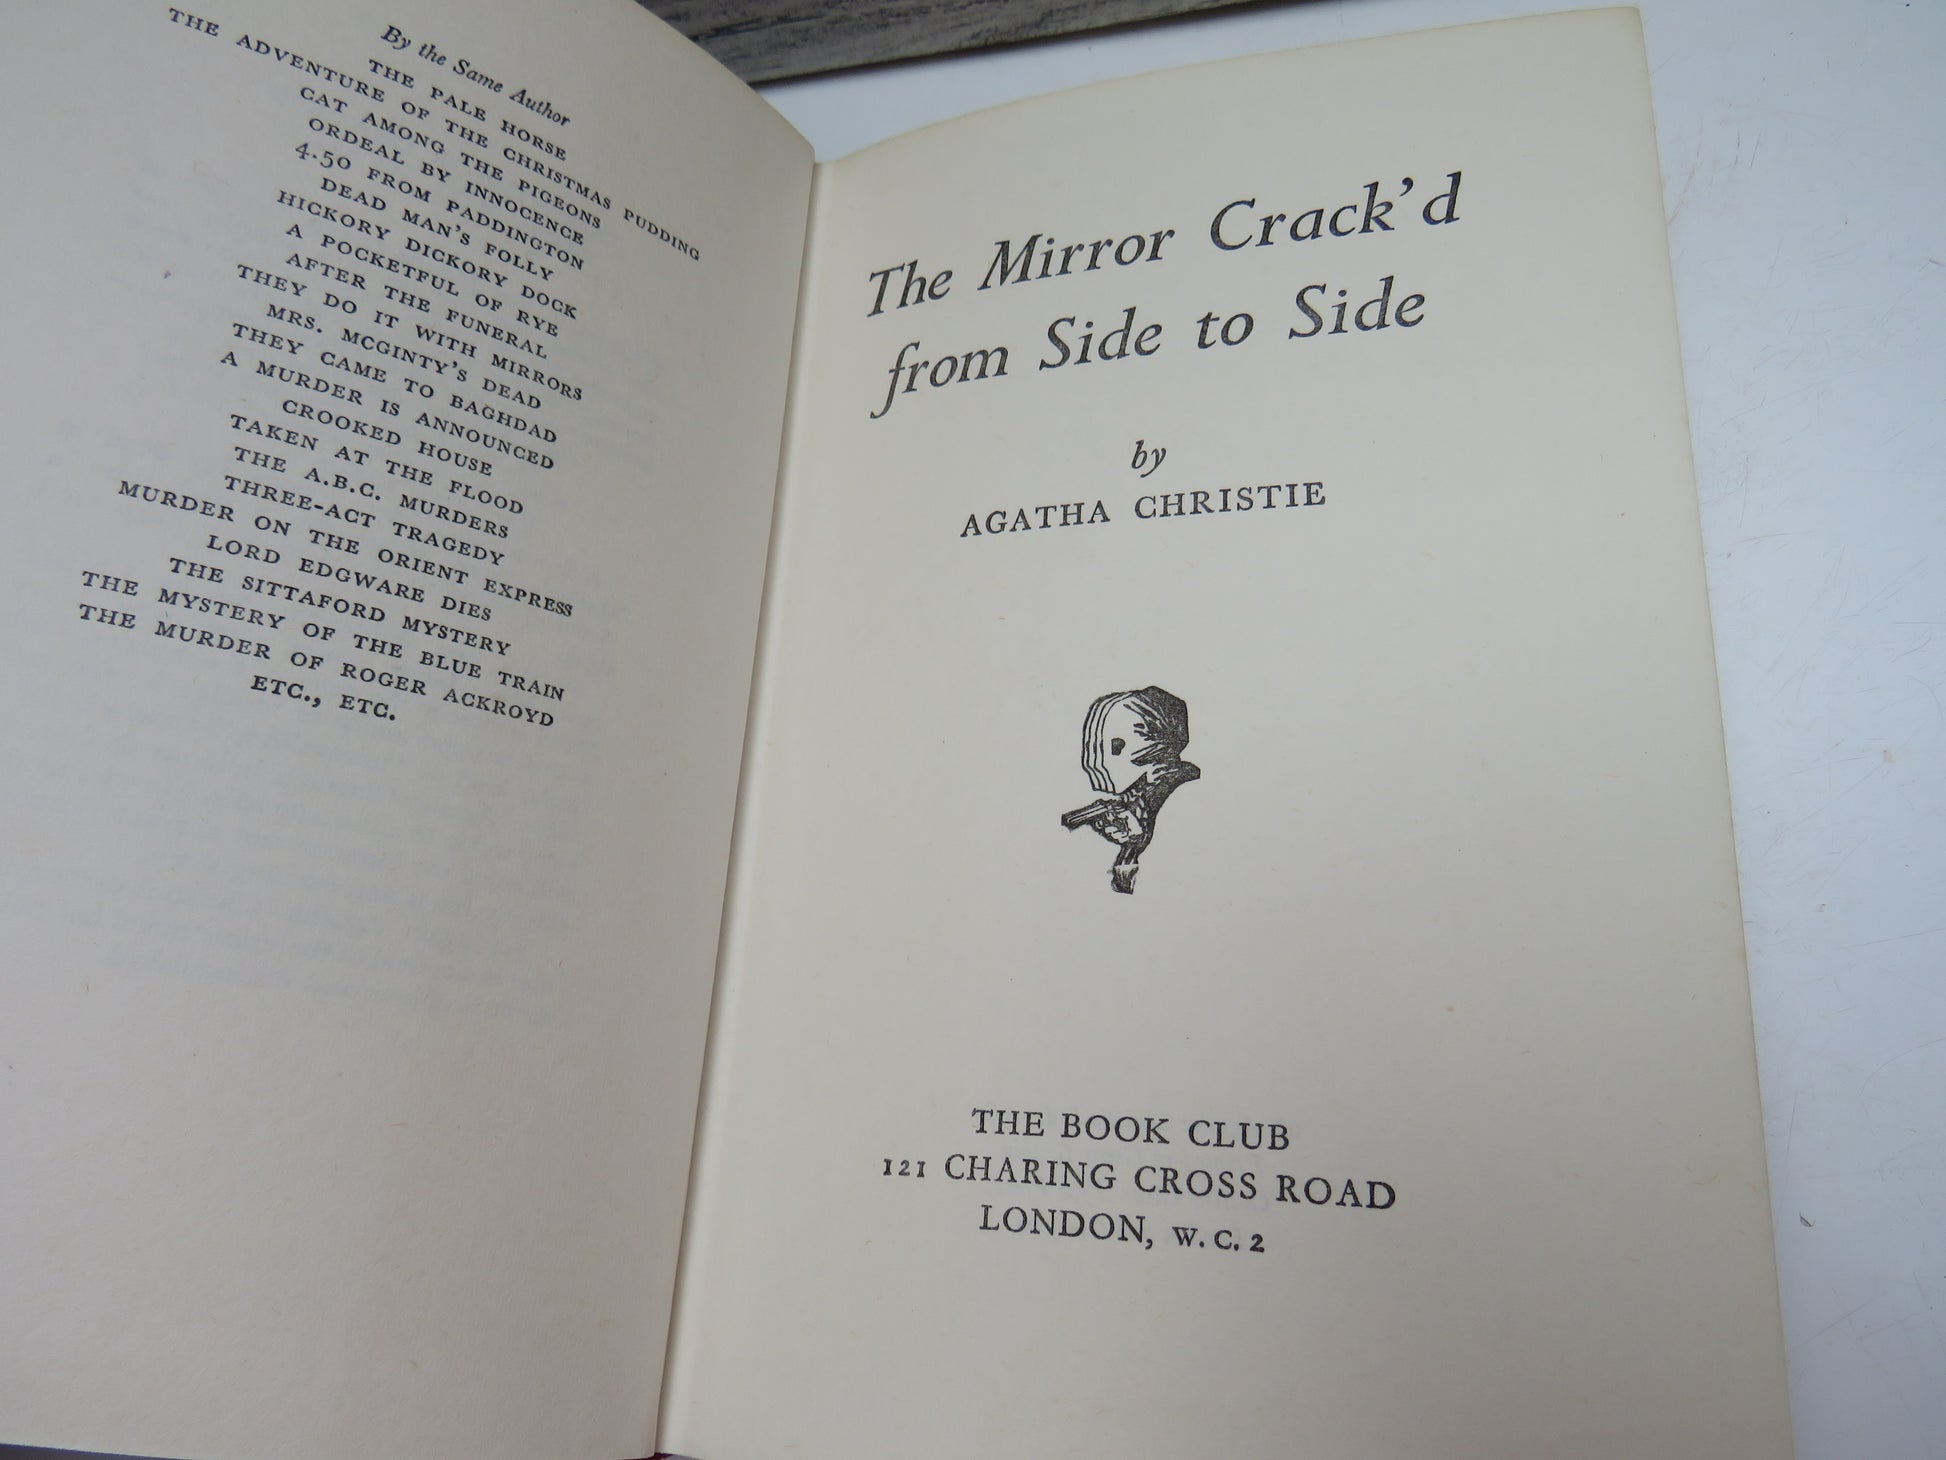 By the Same Author
THE PALE HORSE
THE ADVENTURE OF THE CHRISTMAS PUDDING
CAT AMONG THE PIGEONS
ORDEAL BY INNOCENCE
4.50 FROM PADDINGTON
DEAD MAN'S FOLLY
HICKORY DICKORY DOCK
A POCKETFUL OF RYE
AFTER THE FUNERAL
THEY DO IT WITH MIRRORS
MRS. MCGINTY'S DEAD
THEY CAME TO BAGHDAD
A MURDER IS ANNOUNCED
CROOKED HOUSE
TAKEN AT THE FLOOD
THE A.B.C. MURDERS
THREE-ACT TRAGEDY
MURDER ON THE ORIENT EXPRESS
LORD EDGWARE DIES
THE SITTAFORD MYSTERY
THE MYSTERY OF THE BLUE TRAIN
THE MURDER OF ROGER ACKROYD
ETC., ETC.
The Mirror Crack'd
from Side to Side
by
AGATHA CHRISTIE
THE BOOK CLUB
121 CHARING CROSS ROAD
LONDON, W.C.2